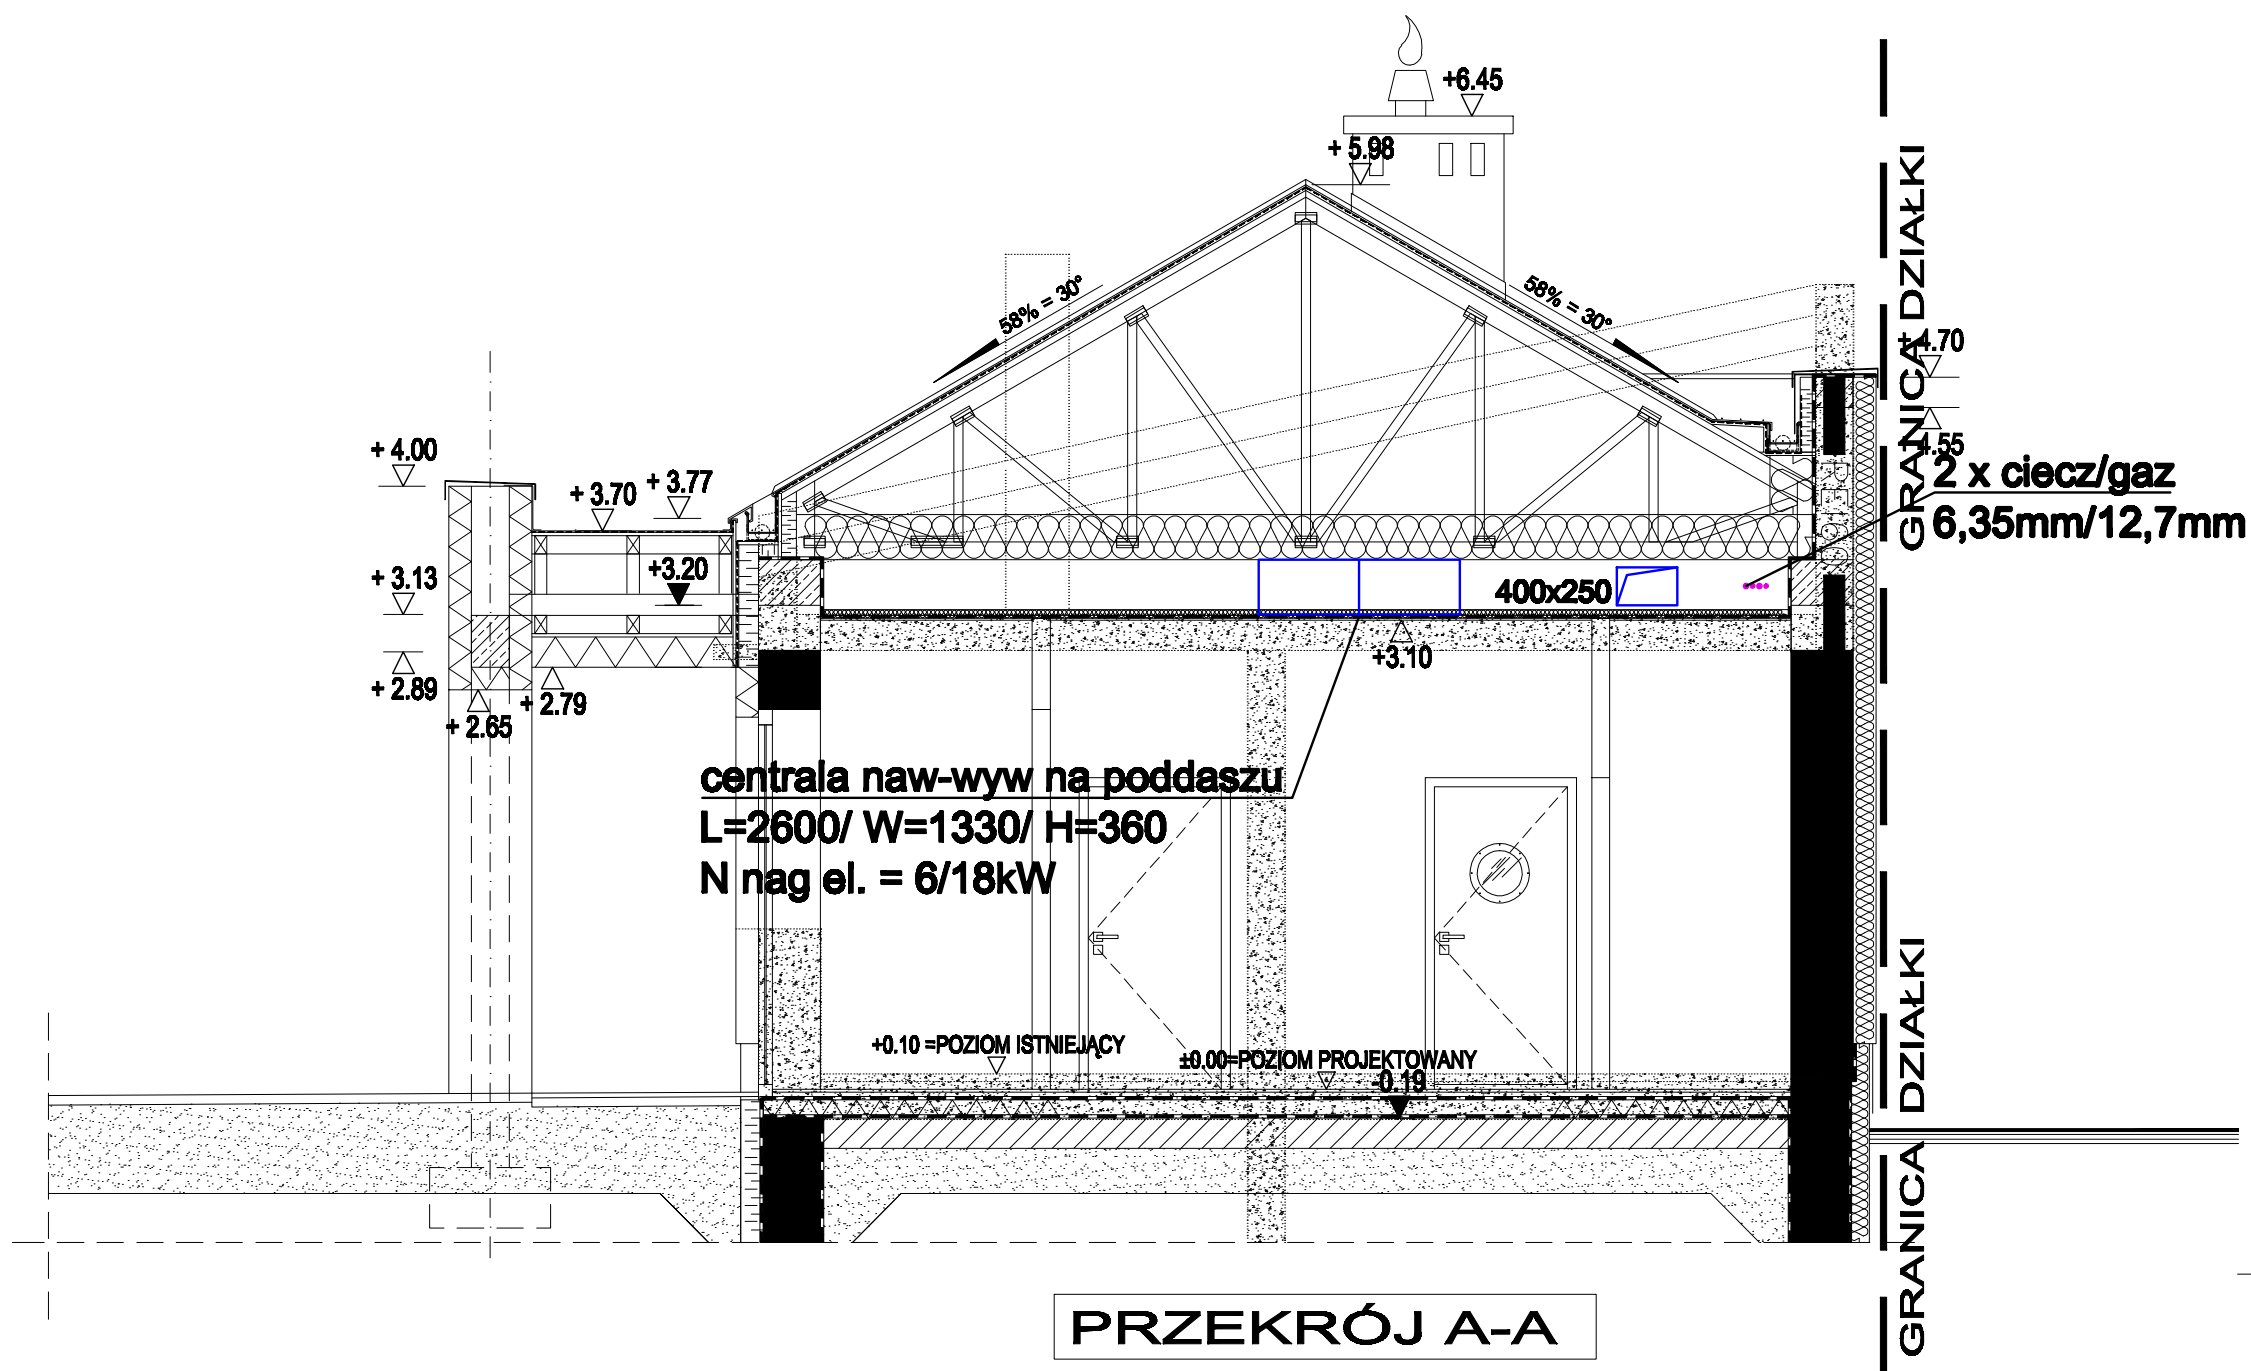 +6.45
+ 5.98
58% = 30°
58% = 30°
GRANICA DZIAŁKI
+ 4.70
4.55
+ 4.00
+ 3.70
+ 3.77
2 x ciecz/gaz
6,35mm/12,7mm
+ 3.13
+3.20
400x250
+ 2.89
+ 2.79
+ 2.65
+3.10
centrala naw-wyw na poddaszu
L=2600/ W=1330/ H=360
N nag el. = 6/18kW
+0.10 =POZIOM ISTNIEJĄCY
±0.00=POZIOM PROJEKTOWANY
-0.19
GRANICA DZIAŁKI
PRZEKRÓJ A-A